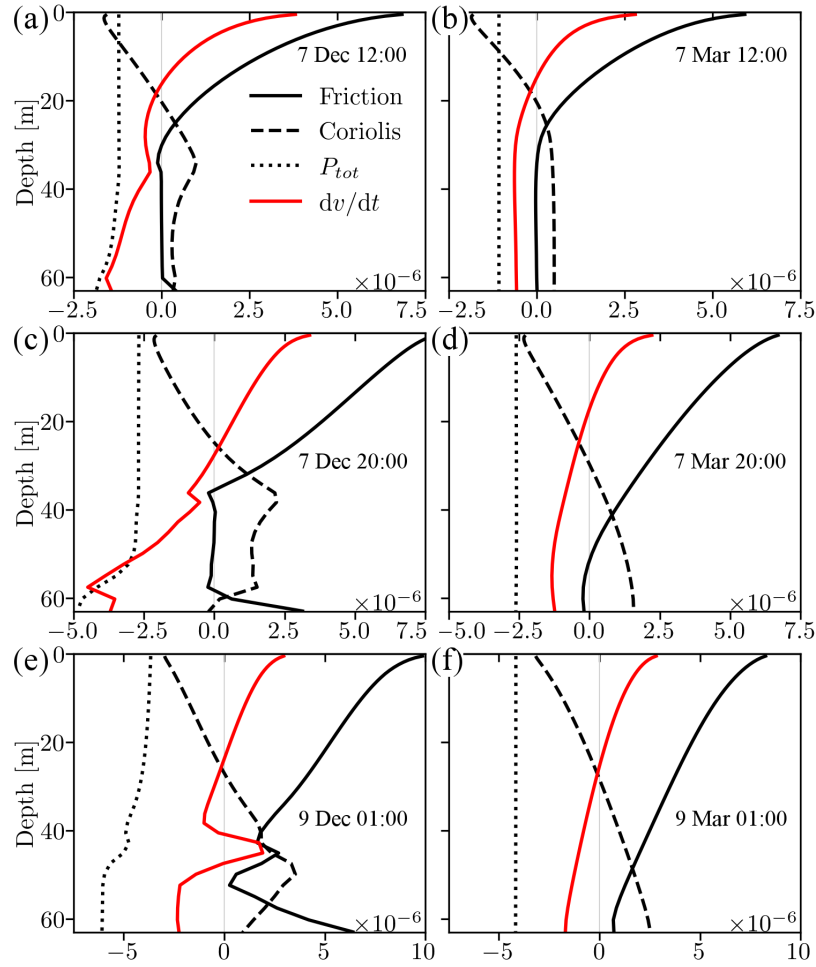 (a)
(b)
0
20
40
60
Depth [m]
7 Dec 12:00
7 Mar 12:00
Friction
Coriolis
P_tot
dv/dt
×10⁻⁶
×10⁻⁶
−2.5 0.0 2.5 5.0 7.5
−2.5 0.0 2.5 5.0 7.5
(c)
(d)
0
20
40
60
Depth [m]
7 Dec 20:00
7 Mar 20:00
×10⁻⁶
×10⁻⁶
−5.0 −2.5 0.0 2.5 5.0 7.5
−5.0 −2.5 0.0 2.5 5.0 7.5
(e)
(f)
0
20
40
60
Depth [m]
9 Dec 01:00
9 Mar 01:00
×10⁻⁶
×10⁻⁶
−5 0 5 10
−5 0 5 10